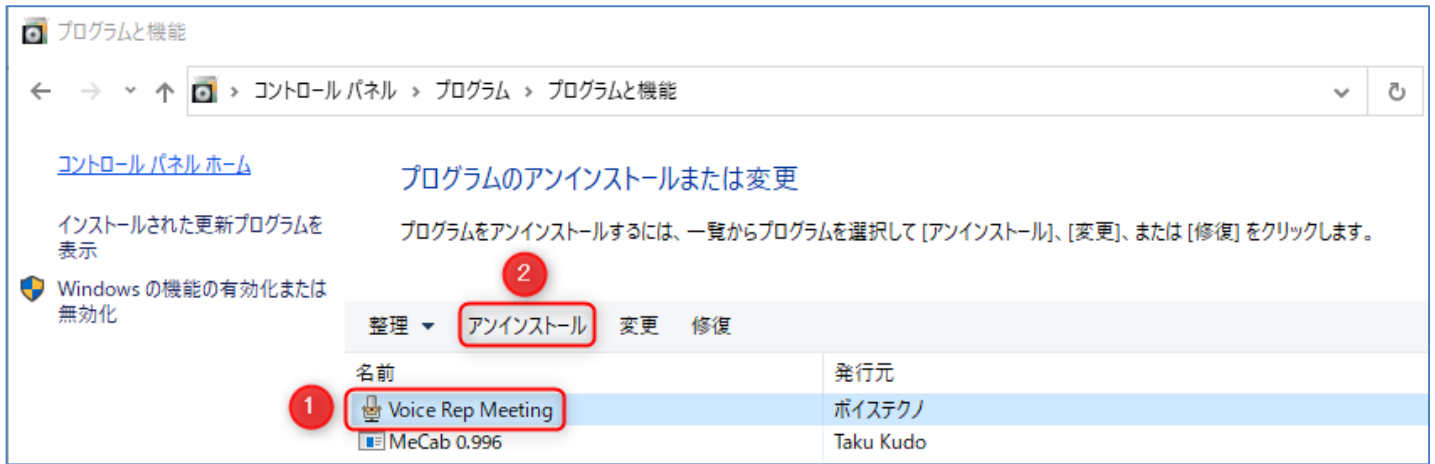 プログラムと機能
コントロール パネル › プログラム › プログラムと機能
コントロール パネル ホーム
プログラムのアンインストールまたは変更
インストールされた更新プログラムを
表示
プログラムをアンインストールするには、一覧からプログラムを選択して [アンインストール]、[変更]、または [修復] をクリックします。
Windows の機能の有効化または
無効化
2
整理 アンインストール 変更 修復
名前 発行元
1 Voice Rep Meeting ボイステクノ
MeCab 0.996 Taku Kudo